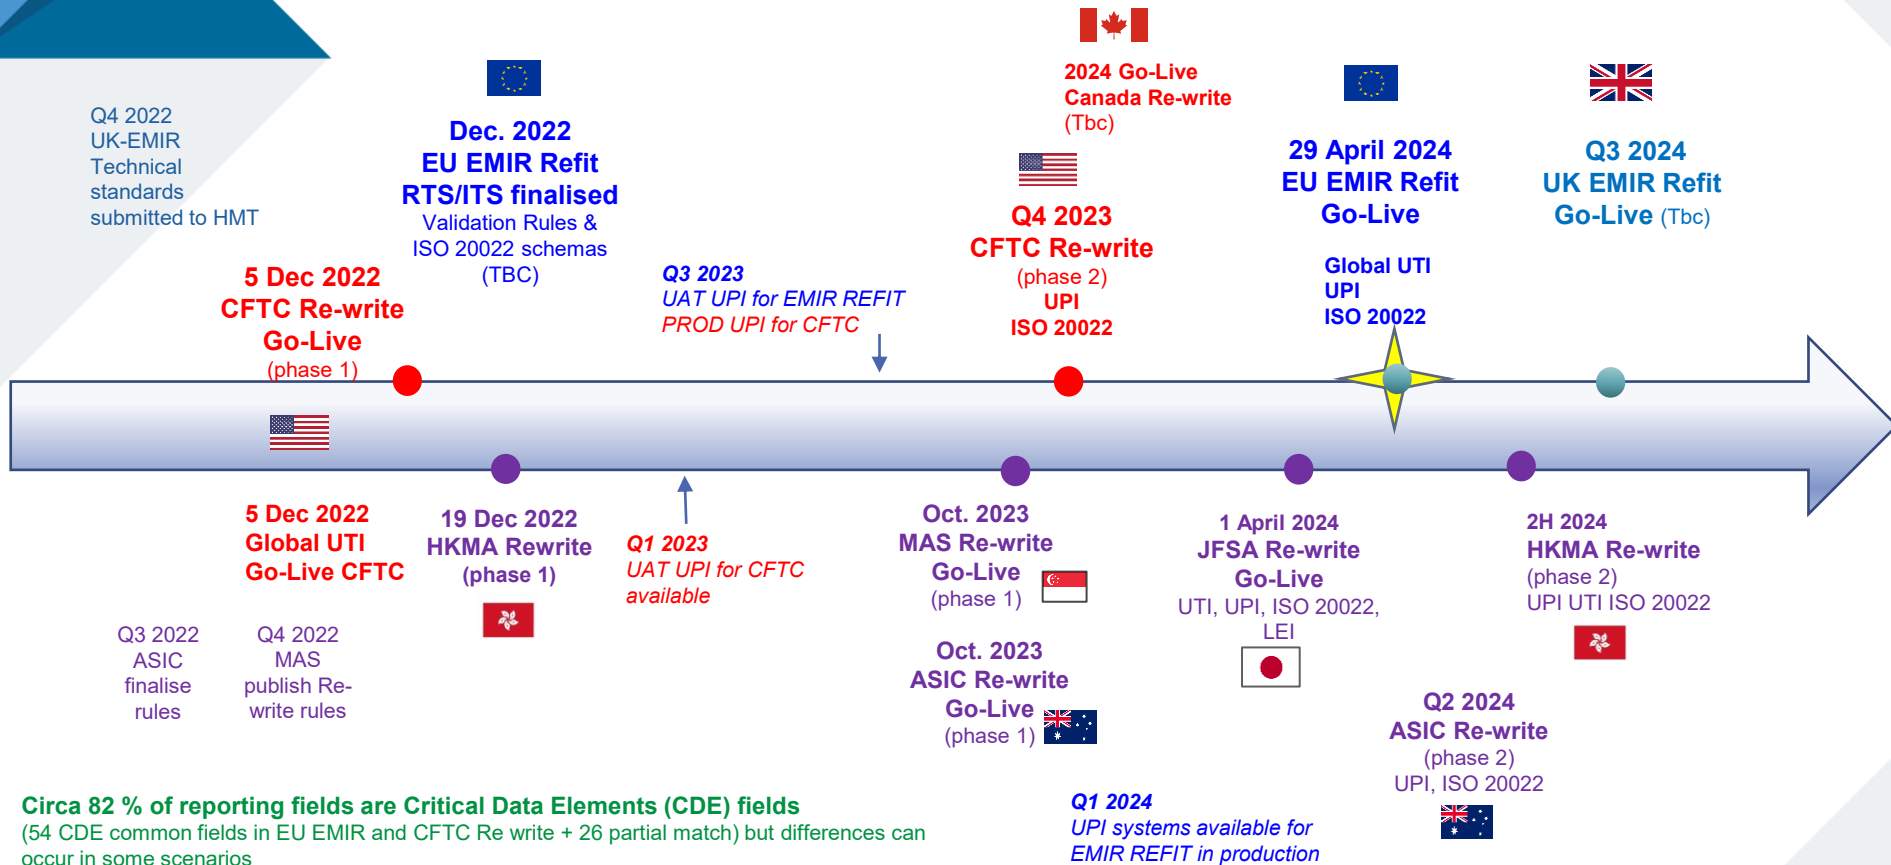 Q4 2022
UK-EMIR
Technical
standards
submitted to HMT
Dec. 2022
EU EMIR Refit
RTS/ITS finalised
Validation Rules &
ISO 20022 schemas
(TBC)
5 Dec 2022
CFTC Re-write
Go-Live
(phase 1)
Q3 2023
UAT UPI for EMIR REFIT
PROD UPI for CFTC
2024 Go-Live
Canada Re-write
(Tbc)
Q4 2023
CFTC Re-write
(phase 2)
UPI
ISO 20022
29 April 2024
EU EMIR Refit
Go-Live
Global UTI
UPI
ISO 20022
Q3 2024
UK EMIR Refit
Go-Live (Tbc)
5 Dec 2022
Global UTI
Go-Live CFTC
19 Dec 2022
HKMA Rewrite
(phase 1)
Q1 2023
UAT UPI for CFTC
available
Oct. 2023
MAS Re-write
Go-Live
(phase 1)
1 April 2024
JFSA Re-write
Go-Live
UTI, UPI, ISO 20022,
LEI
2H 2024
HKMA Re-write
(phase 2)
UPI UTI ISO 20022
Q3 2022
ASIC
finalise
rules
Q4 2022
MAS
publish Re-
write rules
Oct. 2023
ASIC Re-write
Go-Live
(phase 1)
Q2 2024
ASIC Re-write
(phase 2)
UPI, ISO 20022
Circa 82 % of reporting fields are Critical Data Elements (CDE) fields
(54 CDE common fields in EU EMIR and CFTC Re write + 26 partial match) but differences can
occur in some scenarios
Q1 2024
UPI systems available for
EMIR REFIT in production